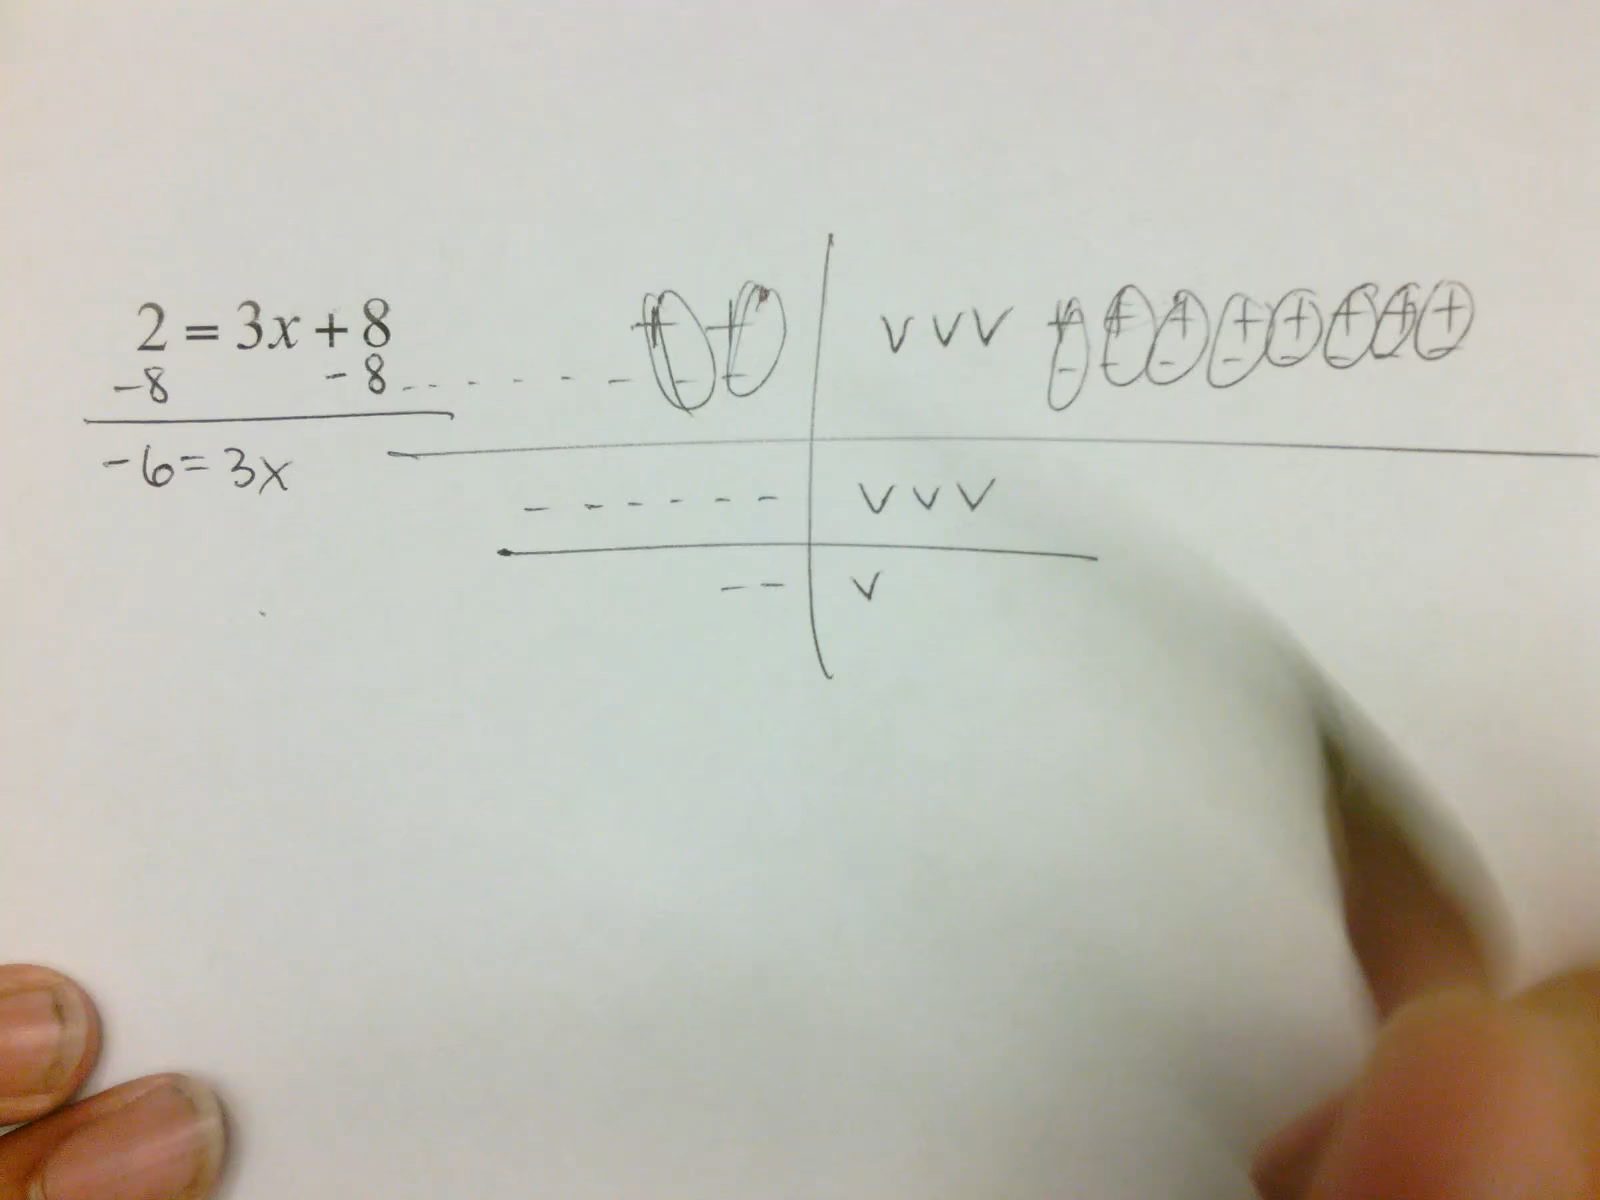 2 = 3x + 8
-8 -8
-6 = 3x
- - - - - - - -
+ +
V V V + + + + + + + +
- - - - - - - -
- - - - - - V V V
- - V